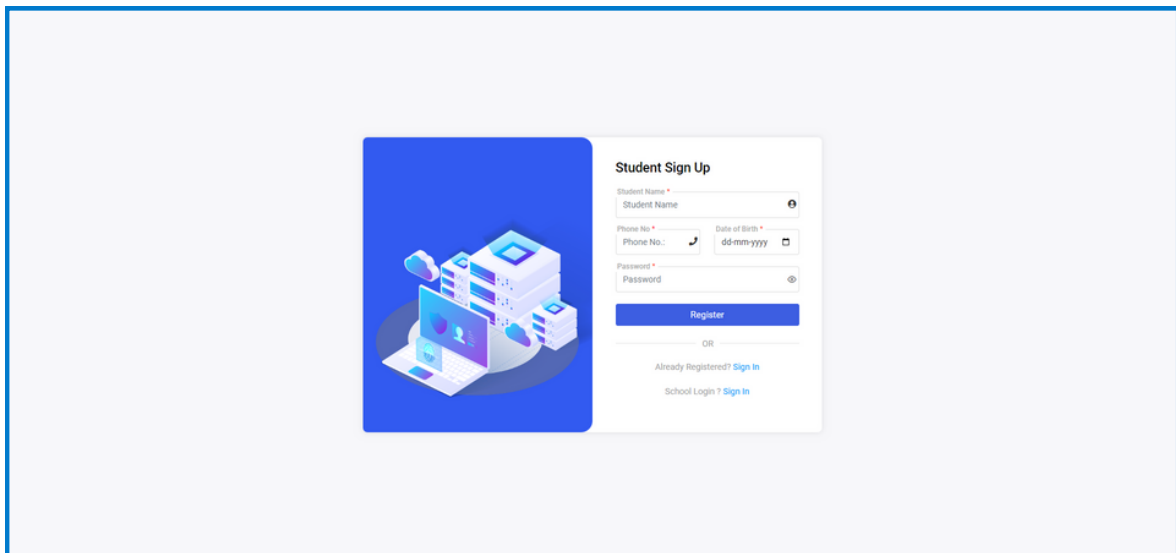 Student Sign Up
Student Name *
Student Name
Phone No * Date of Birth *
Phone No.: dd-mm-yyyy
Password *
Password
Register
OR
Already Registered? Sign In
School Login ? Sign In